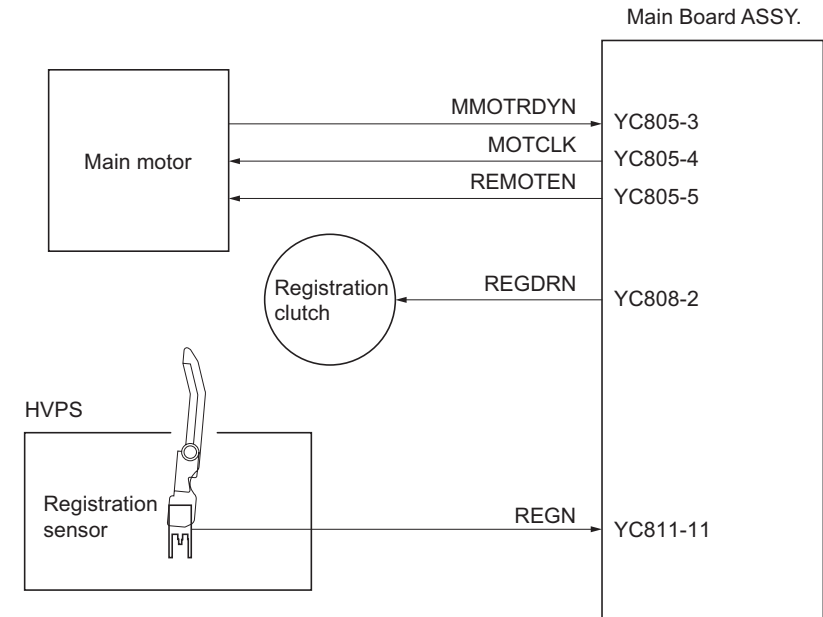 Main Board ASSY.
MMOTRDYN
YC805-3
Main motor
MOTCLK
YC805-4
REMOTEN
YC805-5
Registration
clutch
REGDRN
YC808-2
HVPS
Registration
sensor
REGN
YC811-11